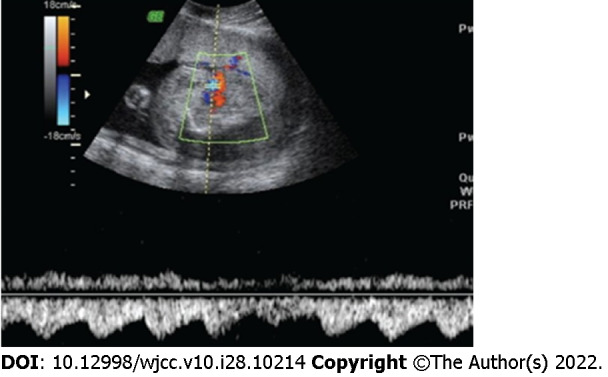 18cm/s
-18cm/s
Pw
Pw
Qu
W
PRF
DOI: 10.12998/wjcc.v10.i28.10214 Copyright ©The Author(s) 2022.